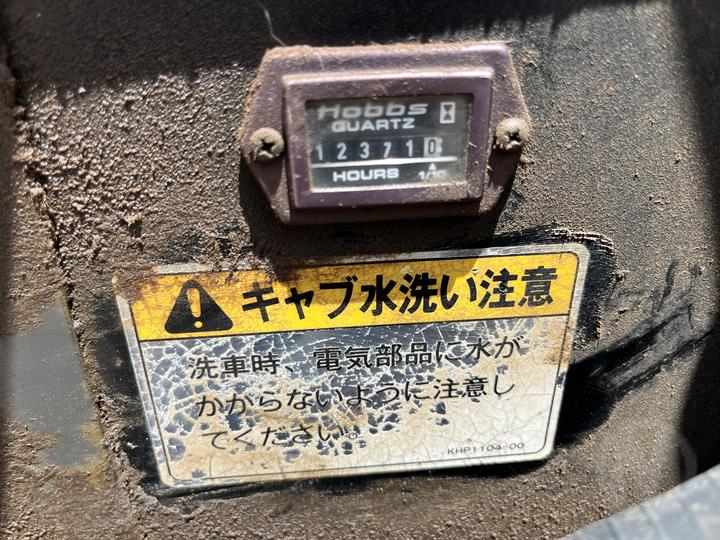 Hobbs
QUARTZ
123710
HOURS 1/10
キャブ水洗い注意
洗車時、電気部品に水が
かからないように注意し
てください。
KHP1104-00